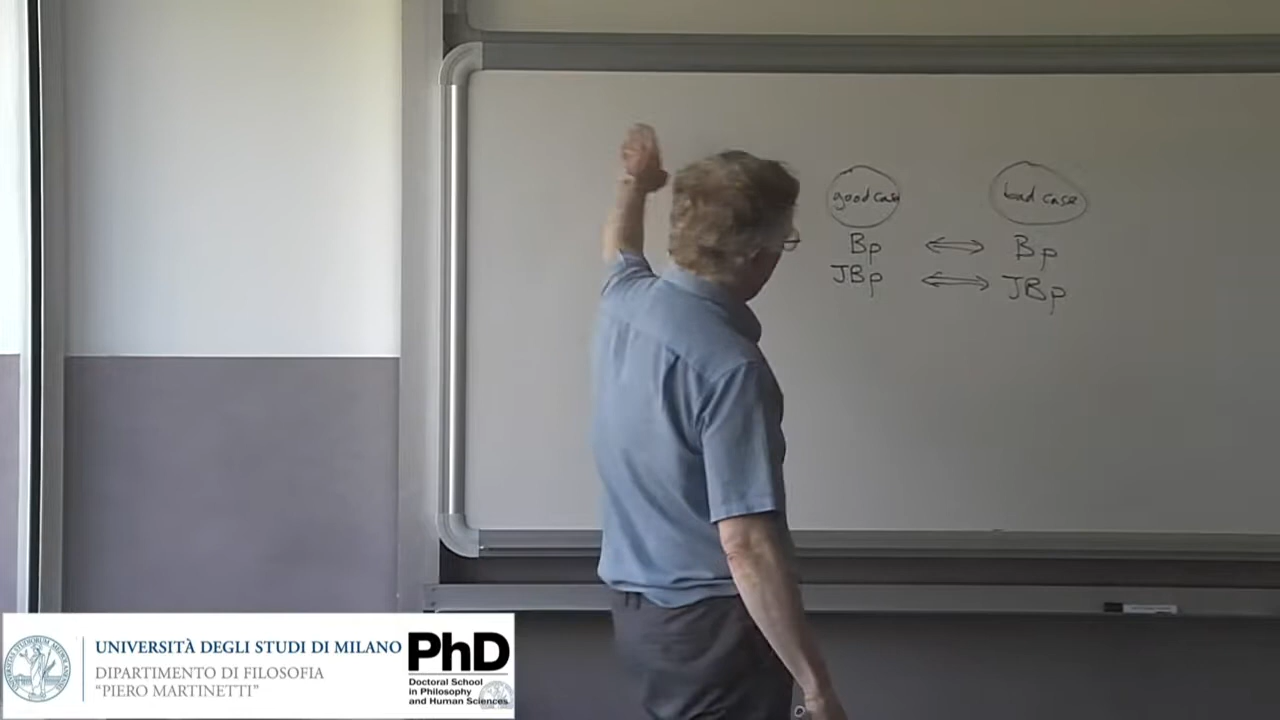 good case bad case
Bp ⇔ Bp
JBp ⇔ JBp
UNIVERSITÀ DEGLI STUDI DI MILANO
DIPARTIMENTO DI FILOSOFIA
"PIERO MARTINETTI"
PhD
Doctoral School
in Philosophy
and Human Sciences